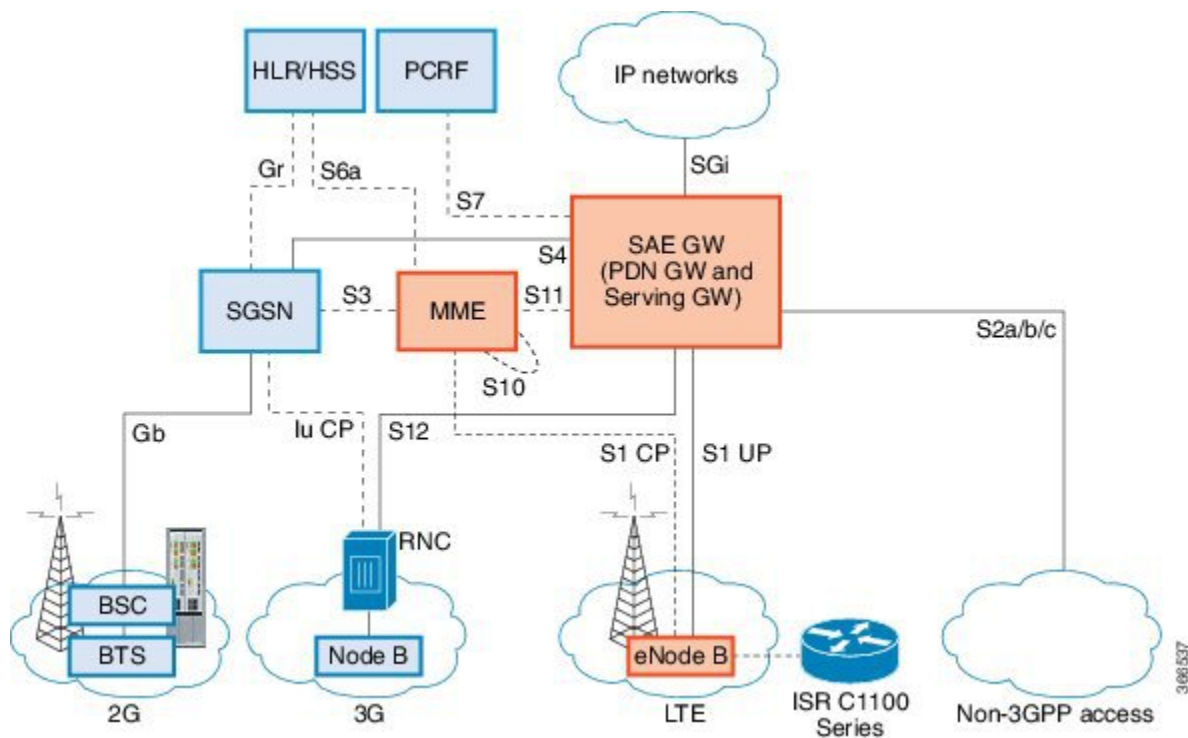 HLR/HSS
PCRF
IP networks
Gr
S6a
S7
SGi
S4
SAE GW
(PDN GW and
Serving GW)
SGSN
S3
MME
S11
S10
S2a/b/c
Gb
Iu CP
S12
S1 CP
S1 UP
RNC
BSC
BTS
Node B
eNode B
2G
3G
LTE
ISR C1100
Series
Non-3GPP access
366537